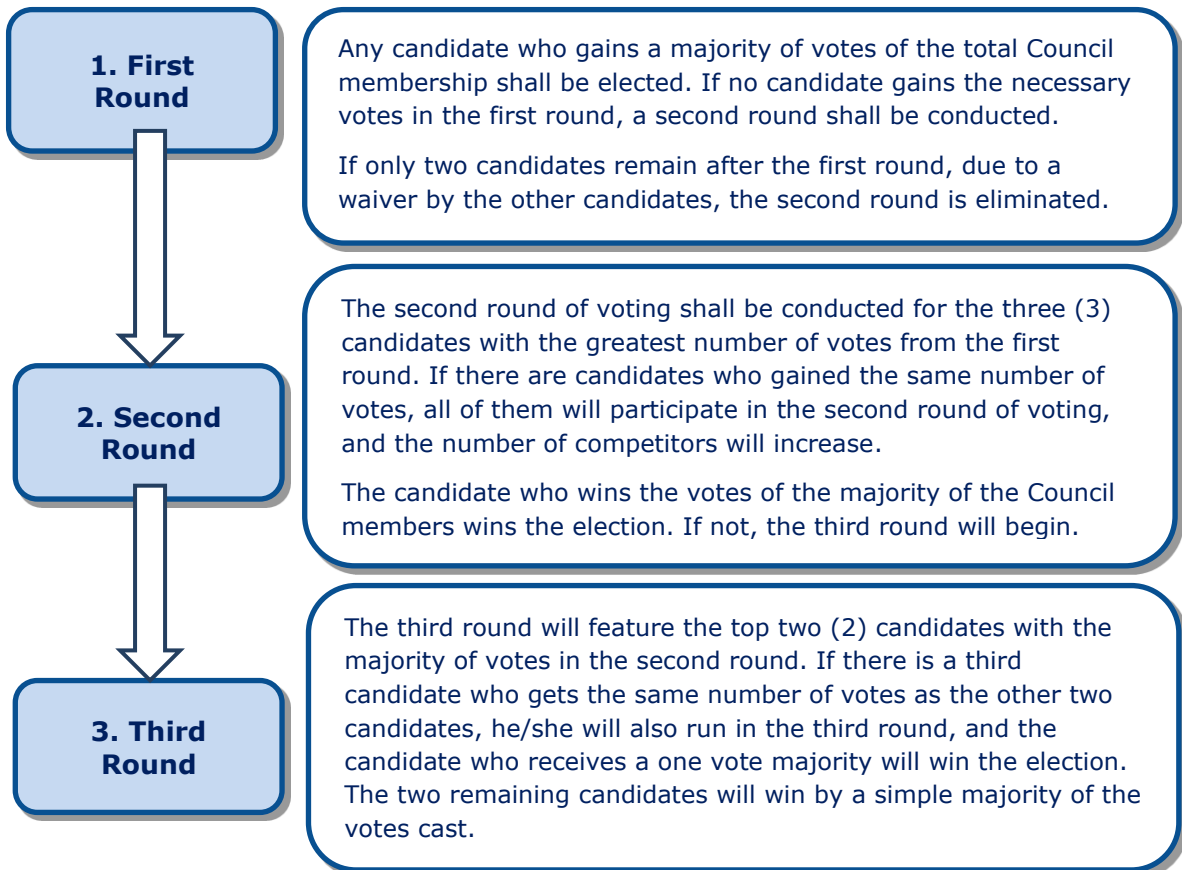 1. First
Round
Any candidate who gains a majority of votes of the total Council
membership shall be elected. If no candidate gains the necessary
votes in the first round, a second round shall be conducted.
If only two candidates remain after the first round, due to a
waiver by the other candidates, the second round is eliminated.
2. Second
Round
The second round of voting shall be conducted for the three (3)
candidates with the greatest number of votes from the first
round. If there are candidates who gained the same number of
votes, all of them will participate in the second round of voting,
and the number of competitors will increase.
The candidate who wins the votes of the majority of the Council
members wins the election. If not, the third round will begin.
3. Third
Round
The third round will feature the top two (2) candidates with the
majority of votes in the second round. If there is a third
candidate who gets the same number of votes as the other two
candidates, he/she will also run in the third round, and the
candidate who receives a one vote majority will win the election.
The two remaining candidates will win by a simple majority of the
votes cast.